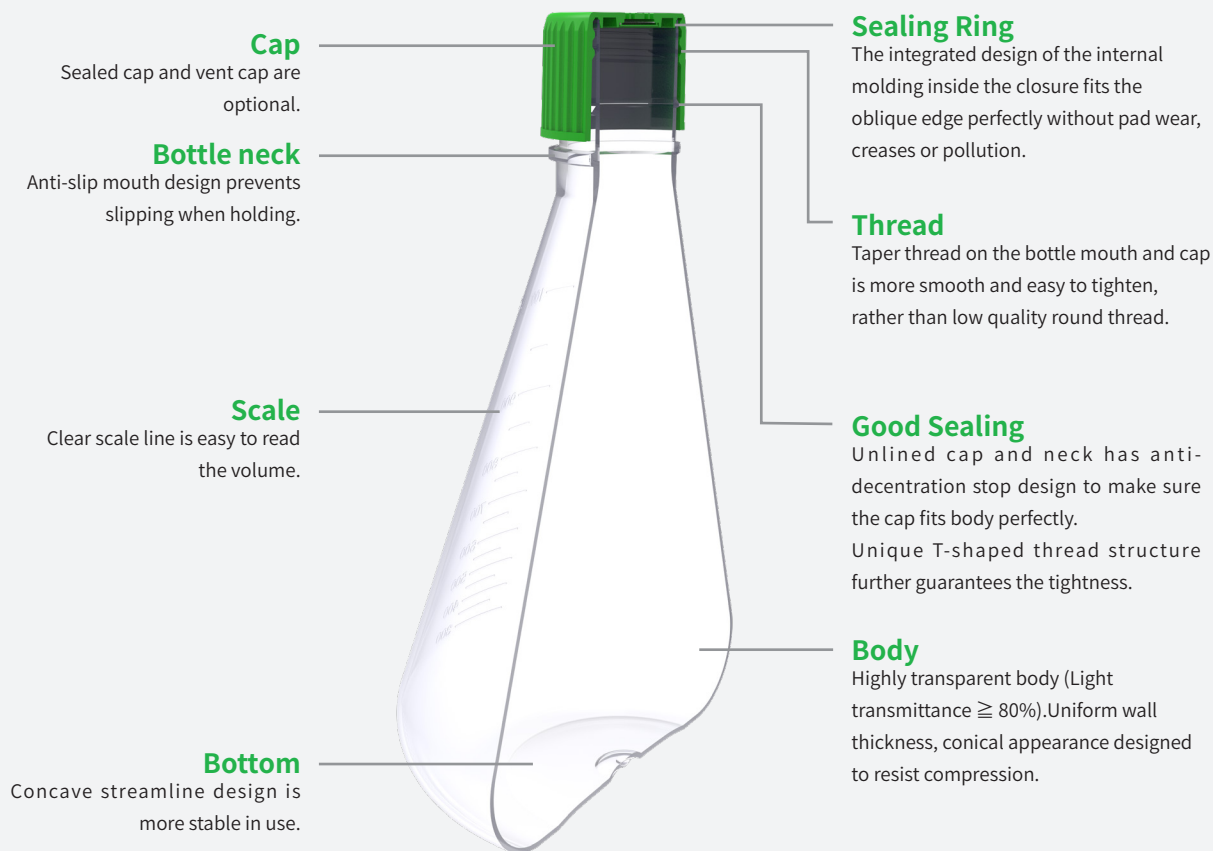 Cap
Sealed cap and vent cap are
optional.
Bottle neck
Anti-slip mouth design prevents
slipping when holding.
Scale
Clear scale line is easy to read
the volume.
Bottom
Concave streamline design is
more stable in use.
Sealing Ring
The integrated design of the internal
molding inside the closure fits the
oblique edge perfectly without pad wear,
creases or pollution.
Thread
Taper thread on the bottle mouth and cap
is more smooth and easy to tighten,
rather than low quality round thread.
Good Sealing
Unlined cap and neck has anti-
decentration stop design to make sure
the cap fits body perfectly.
Unique T-shaped thread structure
further guarantees the tightness.
Body
Highly transparent body (Light
transmittance ≧ 80%).Uniform wall
thickness, conical appearance designed
to resist compression.